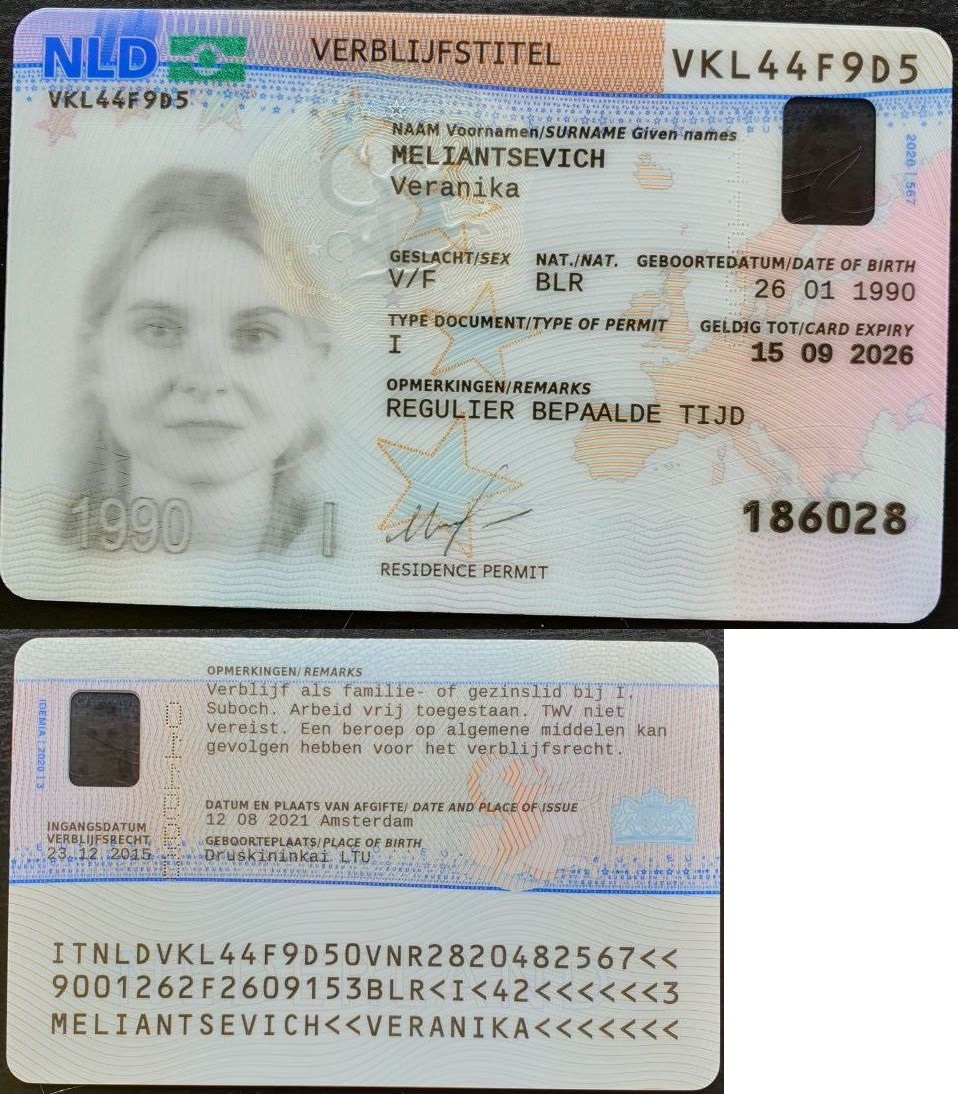 NLD
VERBLIJFSTITEL
VKL44F9D5
VKL44F9D5
NAAM Voornamen/SURNAME Given names
MELIANTSEVICH
Veranika
2020 | 567
GESLACHT/SEX NAT./NAT. GEBOORTEDATUM/DATE OF BIRTH
V/F BLR 26 01 1990
TYPE DOCUMENT/TYPE OF PERMIT GELDIG TOT/CARD EXPIRY
I 15 09 2026
OPMERKINGEN/REMARKS
REGULIER BEPAALDE TIJD
1990 I
186028
RESIDENCE PERMIT
OPMERKINGEN/REMARKS
Verblijf als familie- of gezinslid bij I.
Suboch. Arbeid vrij toegestaan. TWV niet
vereist. Een beroep op algemene middelen kan
gevolgen hebben voor het verblijfsrecht.
IDEMIA | 2020 | 3
DATUM EN PLAATS VAN AFGIFTE/ DATE AND PLACE OF ISSUE
12 08 2021 Amsterdam
INGANGSDATUM
VERBLIJFSRECHT
23 12 2015
GEBOORTEPLAATS/PLACE OF BIRTH
Druskininkai LTU
ITNLDVKL44F9D50VNR2820482567<<
9001262F2609153BLR<I<42<<<<<<3
MELIANTSEVICH<<VERANIKA<<<<<<<